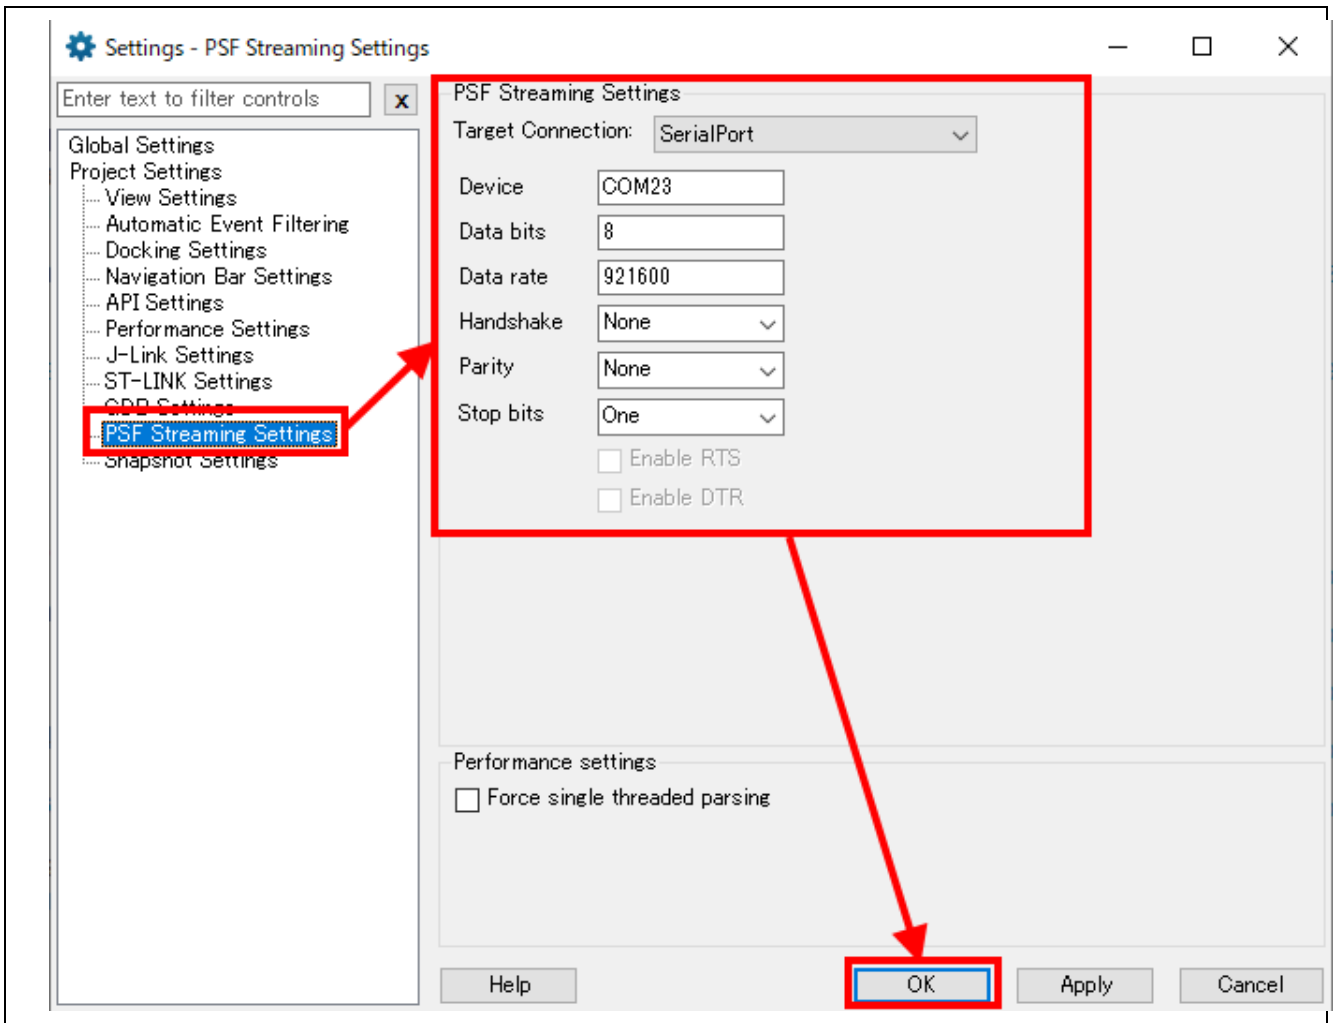 Settings - PSF Streaming Settings
Enter text to filter controls
x
Global Settings
Project Settings
View Settings
Automatic Event Filtering
Docking Settings
Navigation Bar Settings
API Settings
Performance Settings
J-Link Settings
ST-LINK Settings
GDB Settings
PSF Streaming Settings
Snapshot Settings
PSF Streaming Settings
Target Connection: SerialPort
Device COM23
Data bits 8
Data rate 921600
Handshake None
Parity None
Stop bits One
Enable RTS
Enable DTR
Performance settings
Force single threaded parsing
Help OK Apply Cancel